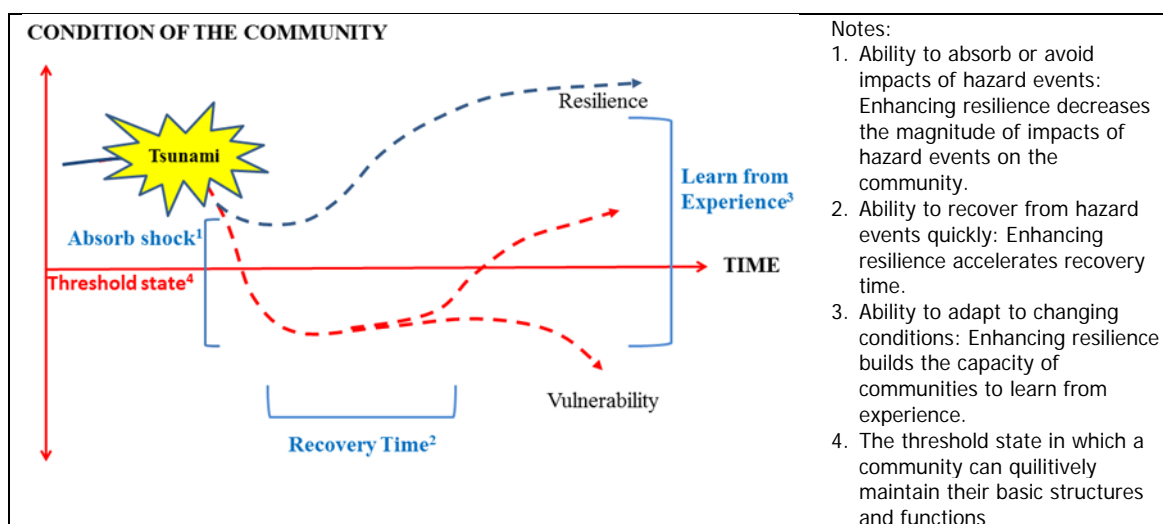 CONDITION OF THE COMMUNITY
Tsunami
Resilience
Learn from
Experience³
Absorb shock¹
TIME
Threshold state⁴
Vulnerability
Recovery Time²
Notes:
1. Ability to absorb or avoid
impacts of hazard events:
Enhancing resilience decreases
the magnitude of impacts of
hazard events on the
community.
2. Ability to recover from hazard
events quickly: Enhancing
resilience accelerates recovery
time.
3. Ability to adapt to changing
conditions: Enhancing resilience
builds the capacity of
communities to learn from
experience.
4. The threshold state in which a
community can quilitively
maintain their basic structures
and functions